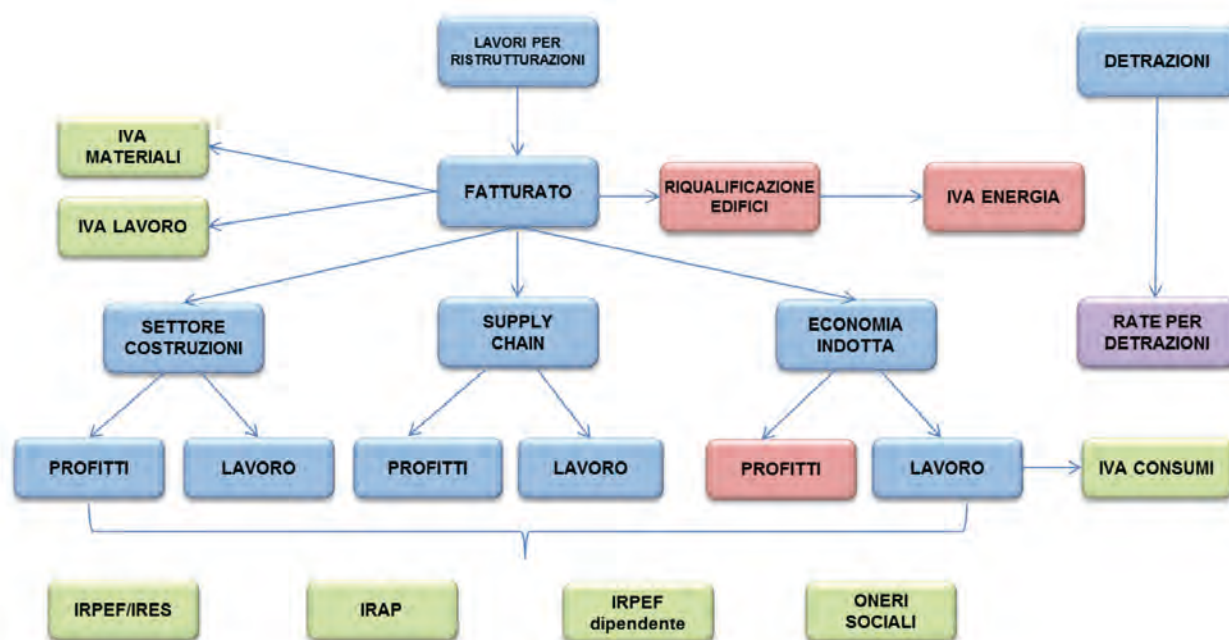 LAVORI PER
RISTRUTTURAZIONI
DETRAZIONI
IVA
MATERIALI
FATTURATO
RIQUALIFICAZIONE
EDIFICI
IVA ENERGIA
IVA LAVORO
SETTORE
COSTRUZIONI
SUPPLY
CHAIN
ECONOMIA
INDOTTA
RATE PER
DETRAZIONI
PROFITTI
LAVORO
PROFITTI
LAVORO
PROFITTI
LAVORO
IVA CONSUMI
IRPEF/IRES
IRAP
IRPEF
dipendente
ONERI
SOCIALI